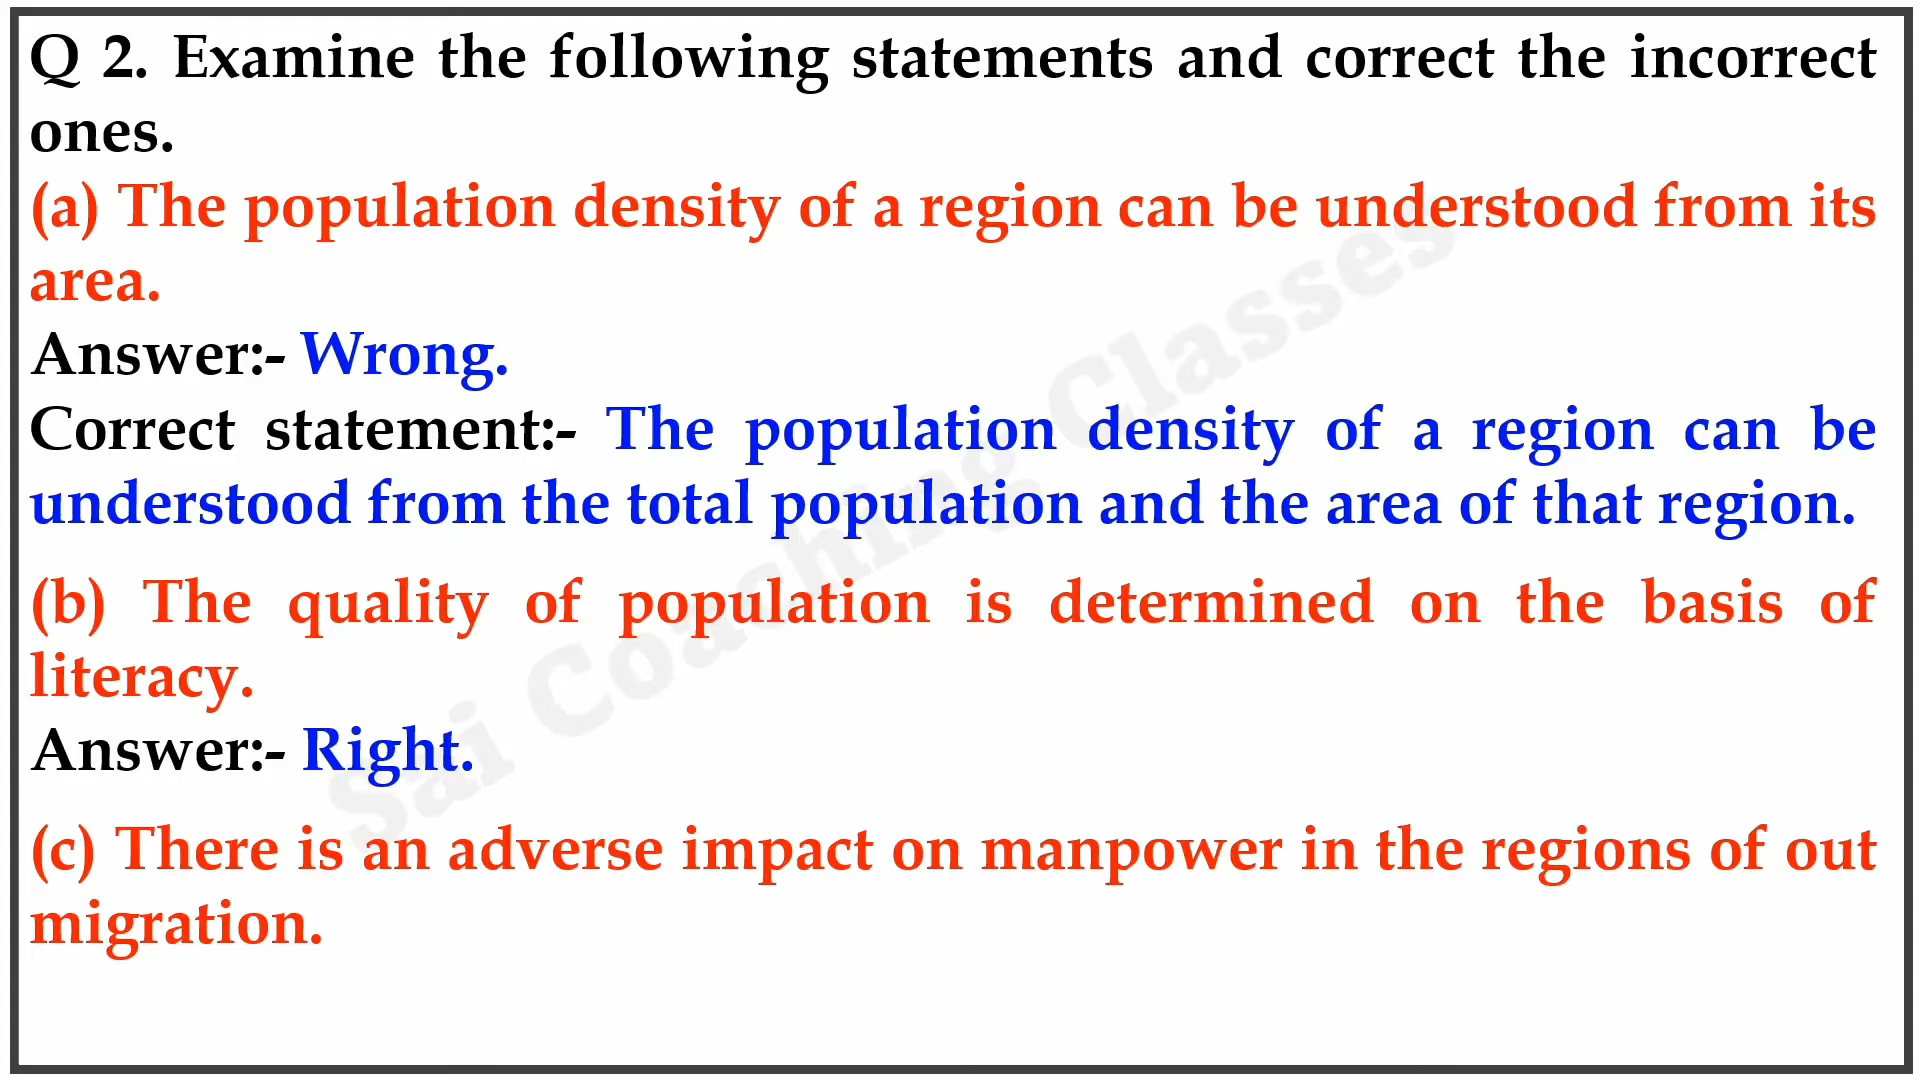 Q 2. Examine the following statements and correct the incorrect
ones.
(a) The population density of a region can be understood from its
area.
Answer:- Wrong.
Correct statement:- The population density of a region can be
understood from the total population and the area of that region.
(b) The quality of population is determined on the basis of
literacy.
Answer:- Right.
(c) There is an adverse impact on manpower in the regions of out
migration.
Sai Coaching Classes